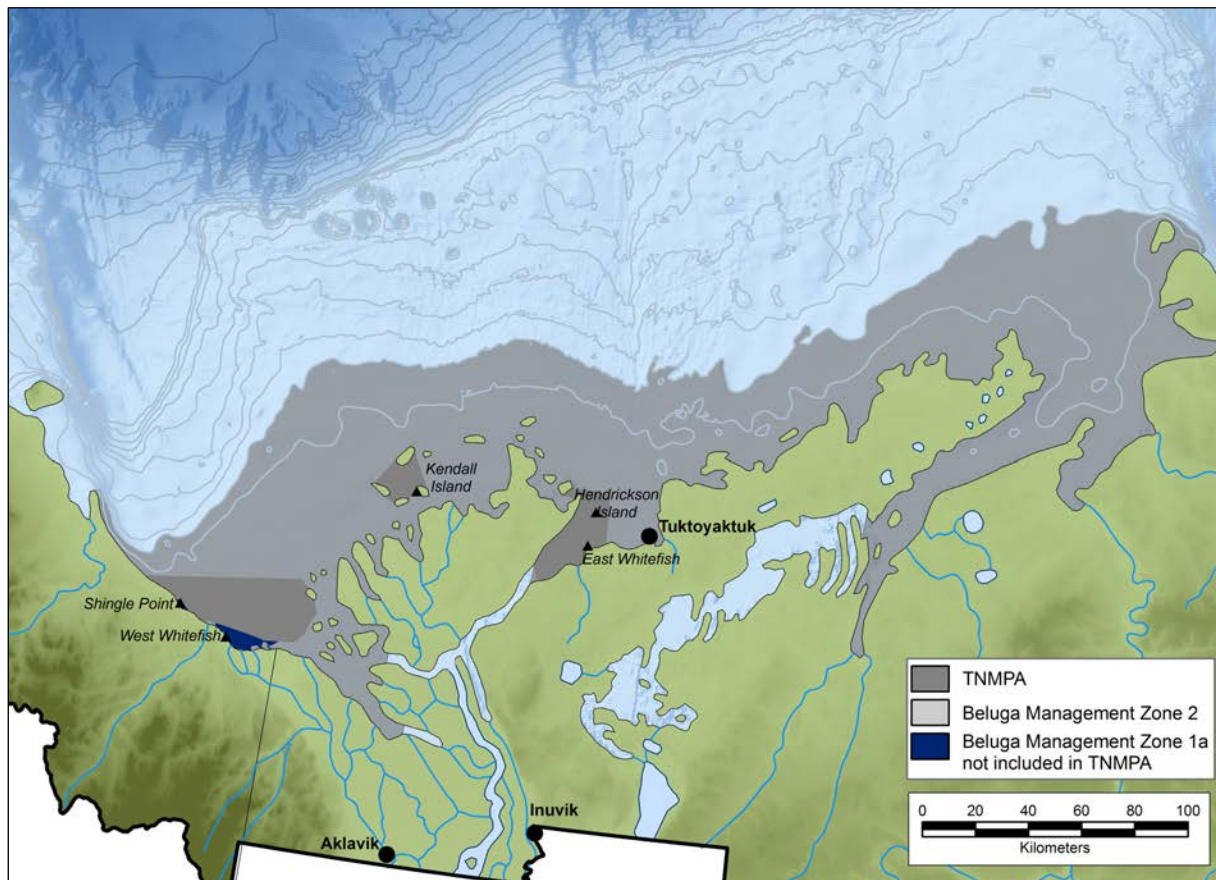 Kendall
Island
Hendrickson
Island
Tuktoyaktuk
East Whitefish
Shingle Point
West Whitefish
TNMPA
Beluga Management Zone 2
Beluga Management Zone 1a
not included in TNMPA
0 20 40 60 80 100
Kilometers
Inuvik
Aklavik